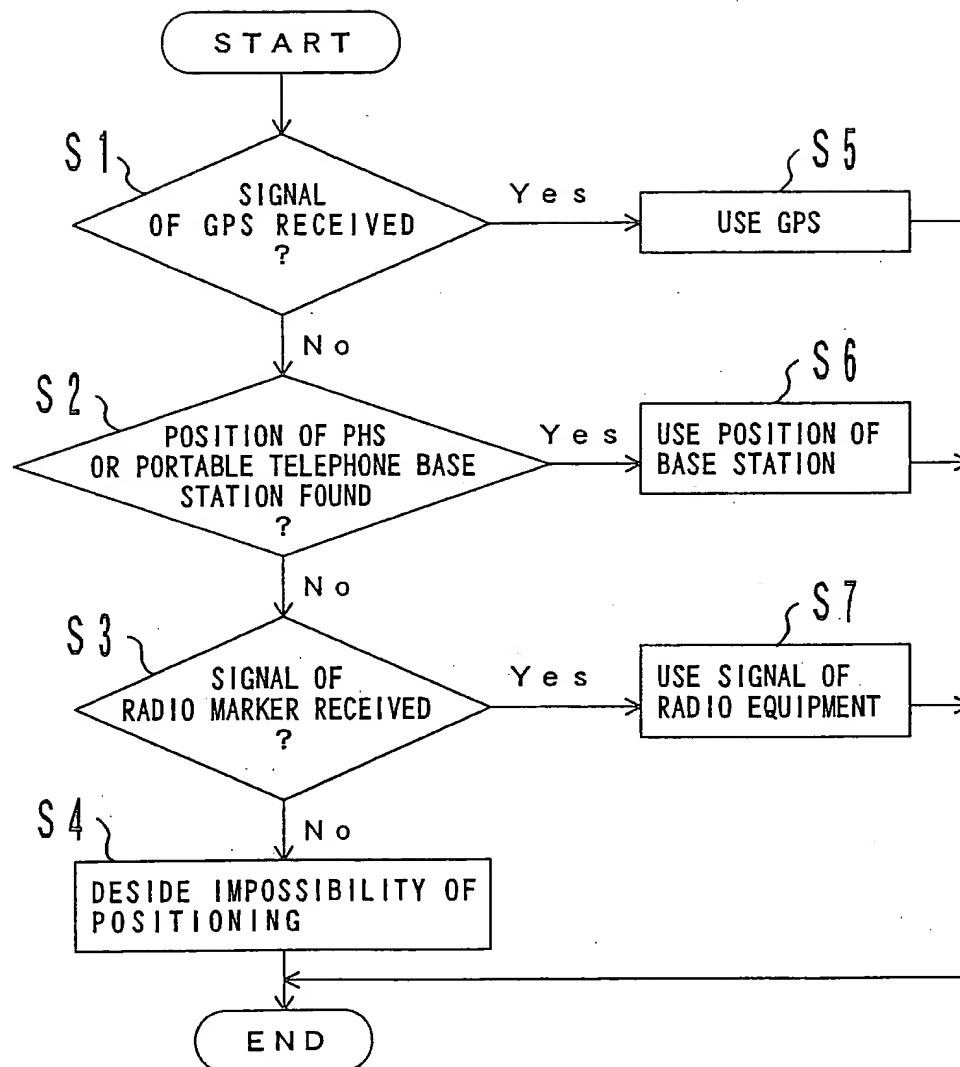 START
S1
SIGNAL
OF GPS RECEIVED
?
Yes
S5
USE GPS
No
S2
POSITION OF PHS
OR PORTABLE TELEPHONE BASE
STATION FOUND
?
Yes
S6
USE POSITION OF
BASE STATION
No
S3
SIGNAL OF
RADIO MARKER RECEIVED
?
Yes
S7
USE SIGNAL OF
RADIO EQUIPMENT
No
S4
DESIDE IMPOSSIBILITY OF
POSITIONING
END